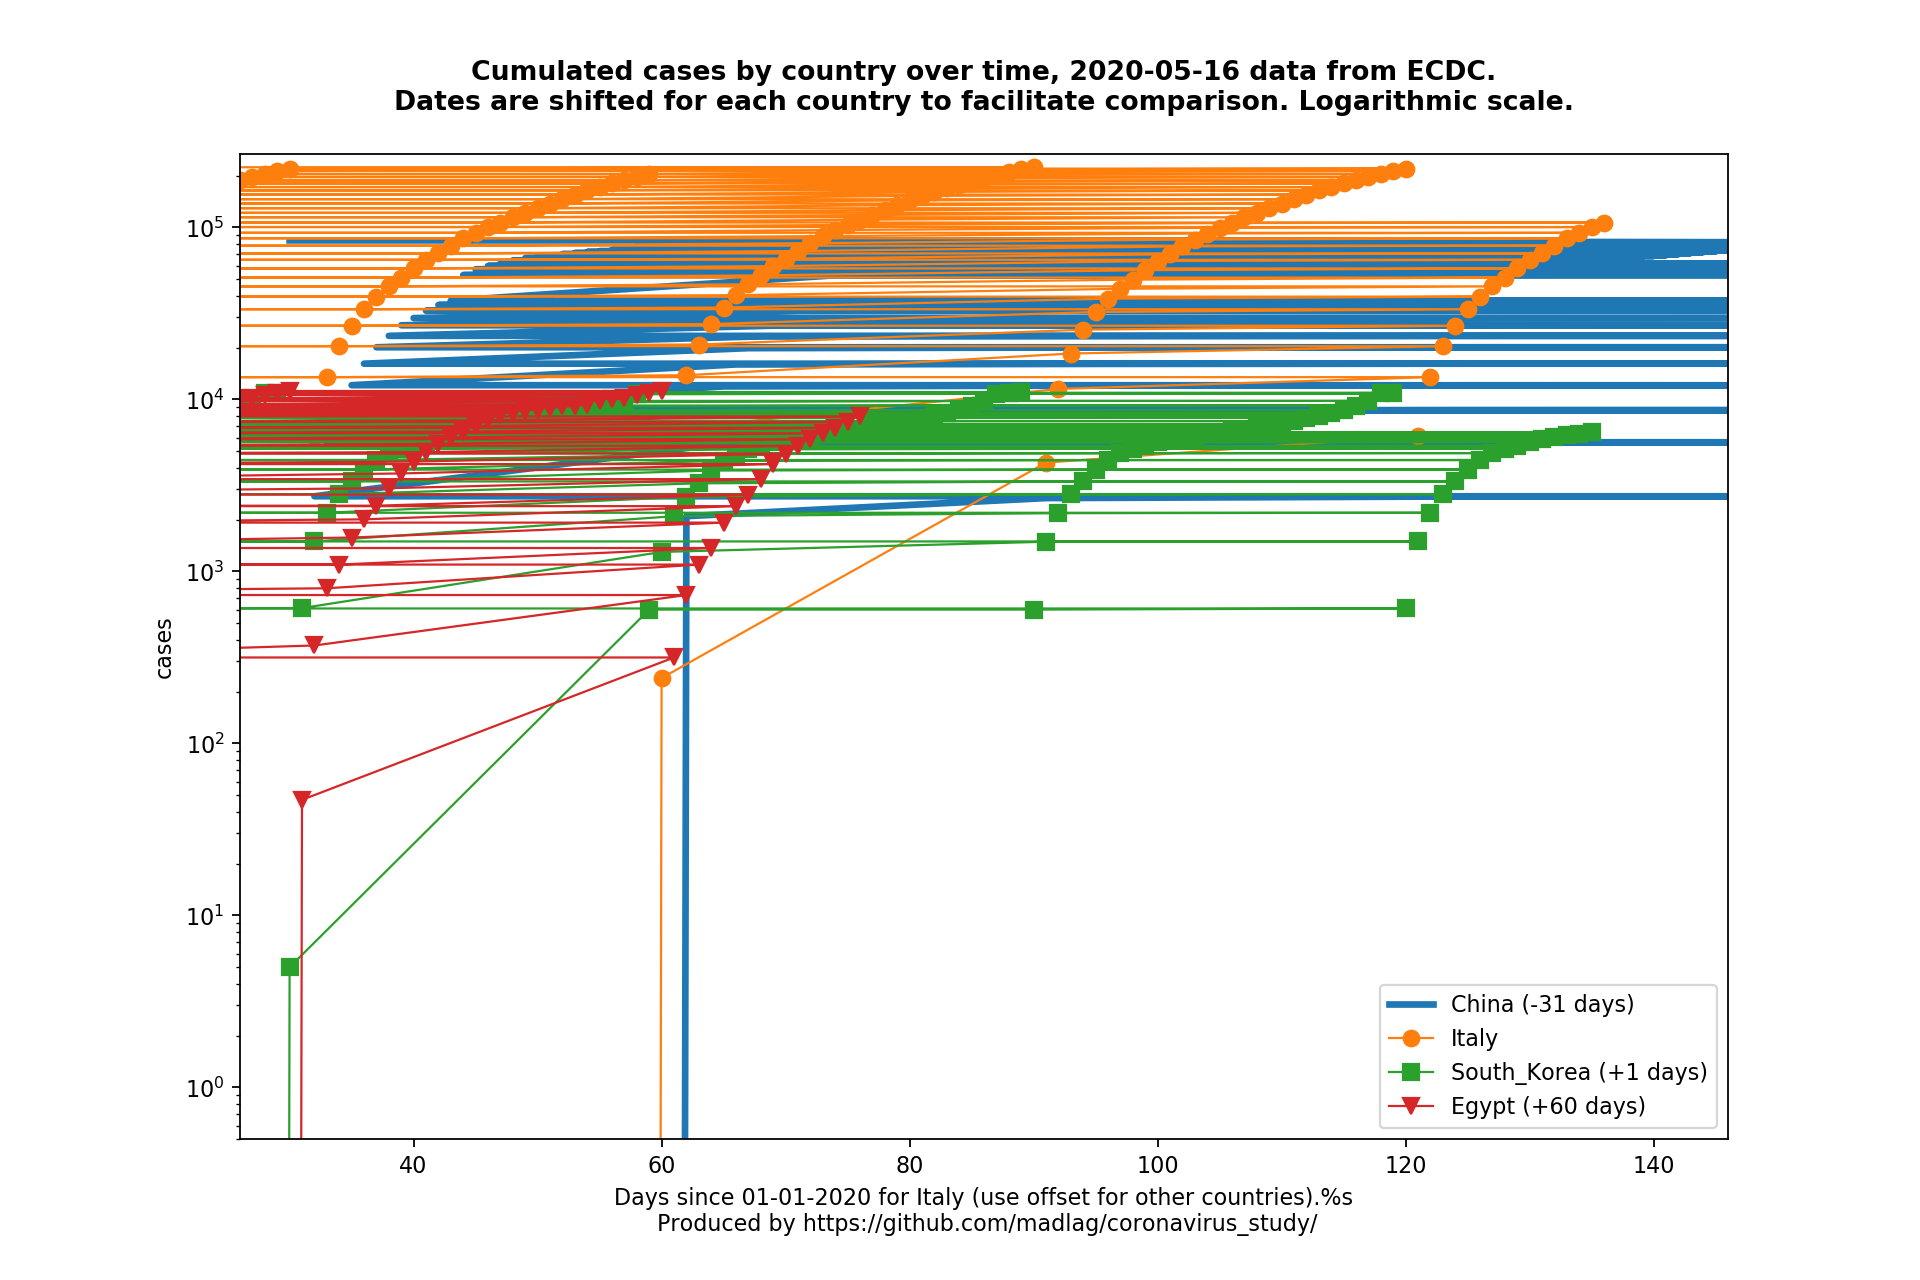 Cumulated cases by country over time, 2020-05-16 data from ECDC.
Dates are shifted for each country to facilitate comparison. Logarithmic scale.
10^5
10^4
10^3
10^2
10^1
10^0
cases
40 60 80 100 120 140
China (-31 days)
Italy
South_Korea (+1 days)
Egypt (+60 days)
Days since 01-01-2020 for Italy (use offset for other countries).%s
Produced by https://github.com/madlag/coronavirus_study/